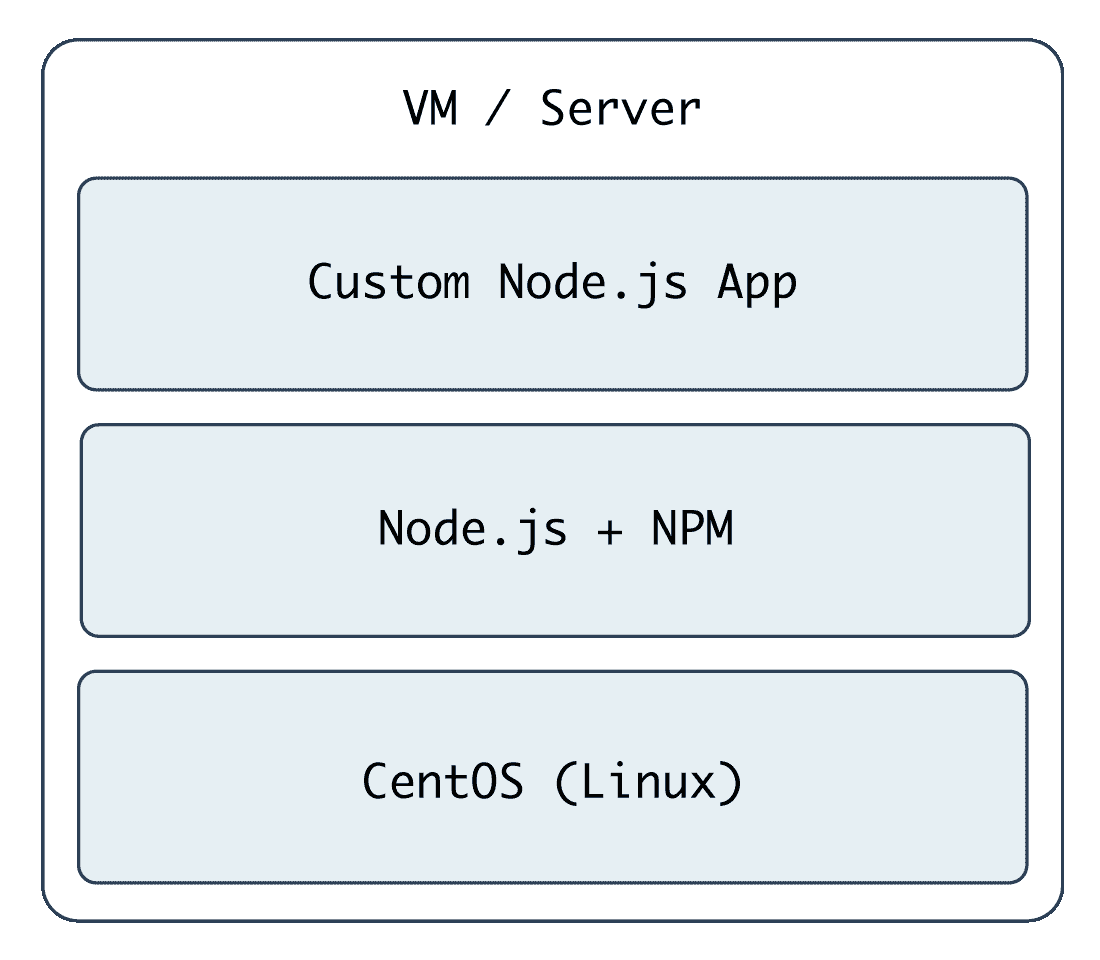 VM / Server
Custom Node.js App
Node.js + NPM
CentOS (Linux)